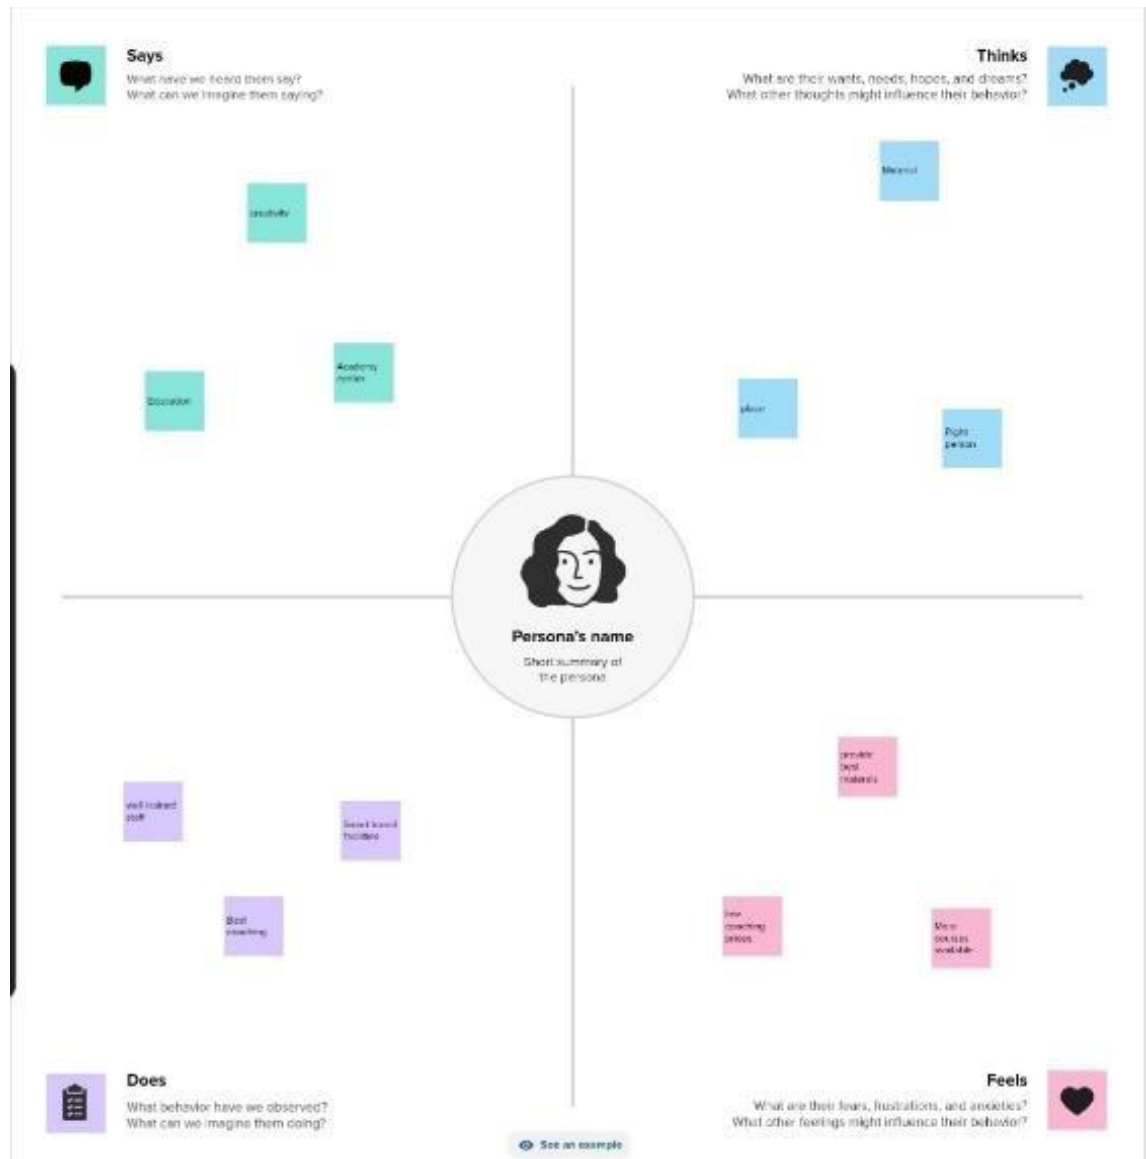 Says
What have we heard them say?
What can we imagine them saying?
Thinks
What are their wants, needs, hopes, and dreams?
What other thoughts might influence their behavior?
creativity
Academy
center
Education
Material
place
Right
person
Persona's name
Short summary of
the persona
well trained
staff
facilities
Best
coaching
provide
best
low
coaching
prices
More
courses
available
Does
What behavior have we observed?
What can we imagine them doing?
Feels
What are their fears, frustrations, and anxieties?
What other feelings might influence their behavior?
See an example